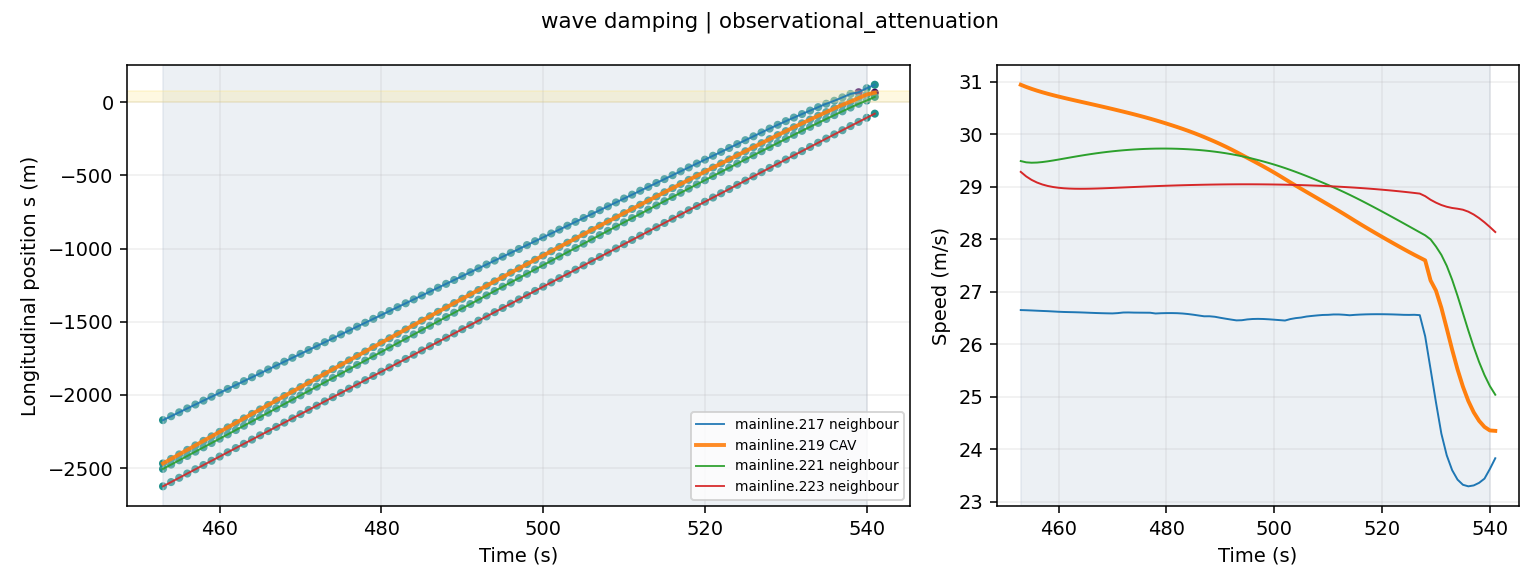 wave damping | observational_attenuation
Longitudinal position s (m)
0
−500
−1000
−1500
−2000
−2500
460
480
500
520
540
Time (s)
mainline.217 neighbour
mainline.219 CAV
mainline.221 neighbour
mainline.223 neighbour
Speed (m/s)
31
30
29
28
27
26
25
24
23
460
480
500
520
540
Time (s)